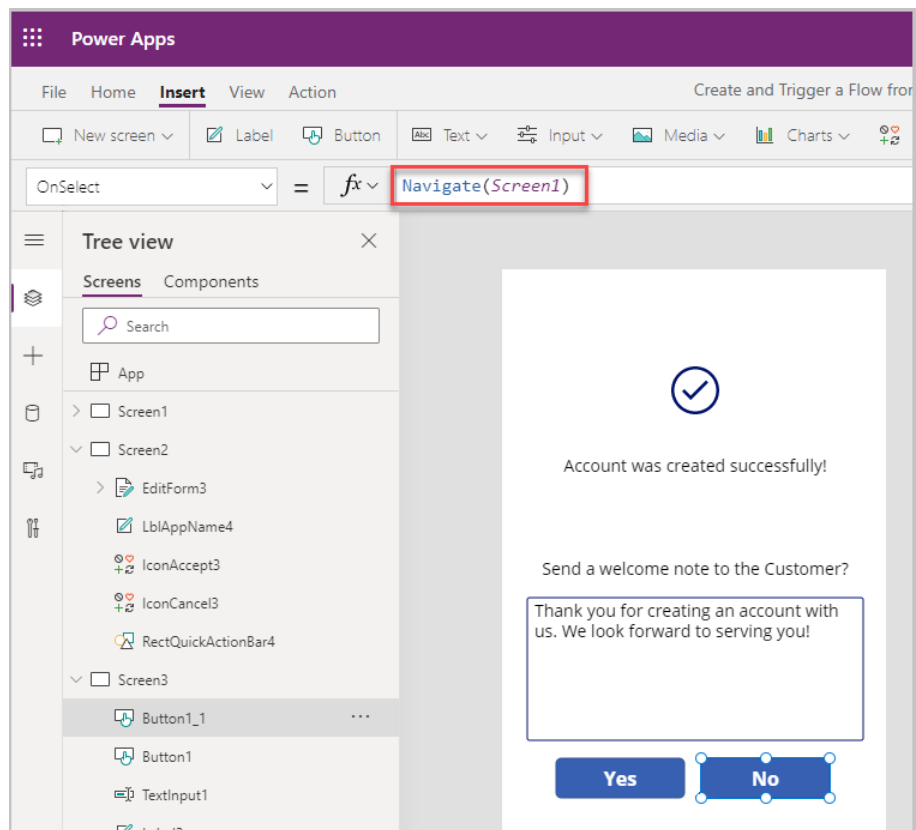 Power Apps
File Home Insert View Action Create and Trigger a Flow from
New screen Label Button Abc Text Input Media Charts
OnSelect = fx Navigate(Screen1)
Tree view
Screens Components
Search
App
Screen1
Screen2
EditForm3
LblAppName4
IconAccept3
IconCancel3
RectQuickActionBar4
Screen3
Button1_1 ...
Button1
TextInput1
Account was created successfully!
Send a welcome note to the Customer?
Thank you for creating an account with
us. We look forward to serving you!
Yes No